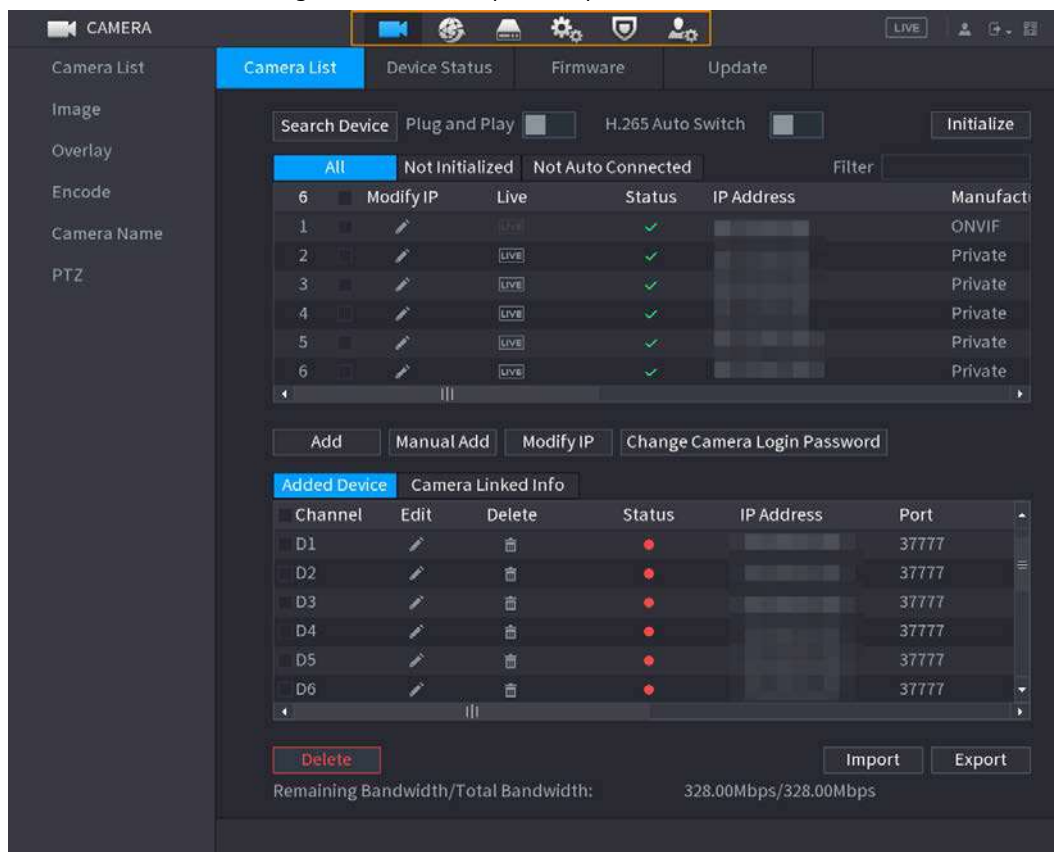 CAMERA LIVE
Camera List
Image
Overlay
Encode
Camera Name
PTZ
Camera List Device Status Firmware Update
Search Device Plug and Play H.265 Auto Switch Initialize
All Not Initialized Not Auto Connected Filter
6 Modify IP Live Status IP Address Manufact
1 LIVE ONVIF
2 LIVE Private
3 LIVE Private
4 LIVE Private
5 LIVE Private
6 LIVE Private
Add Manual Add Modify IP Change Camera Login Password
Added Device Camera Linked Info
Channel Edit Delete Status IP Address Port
D1 37777
D2 37777
D3 37777
D4 37777
D5 37777
D6 37777
Delete Import Export
Remaining Bandwidth/Total Bandwidth: 328.00Mbps/328.00Mbps